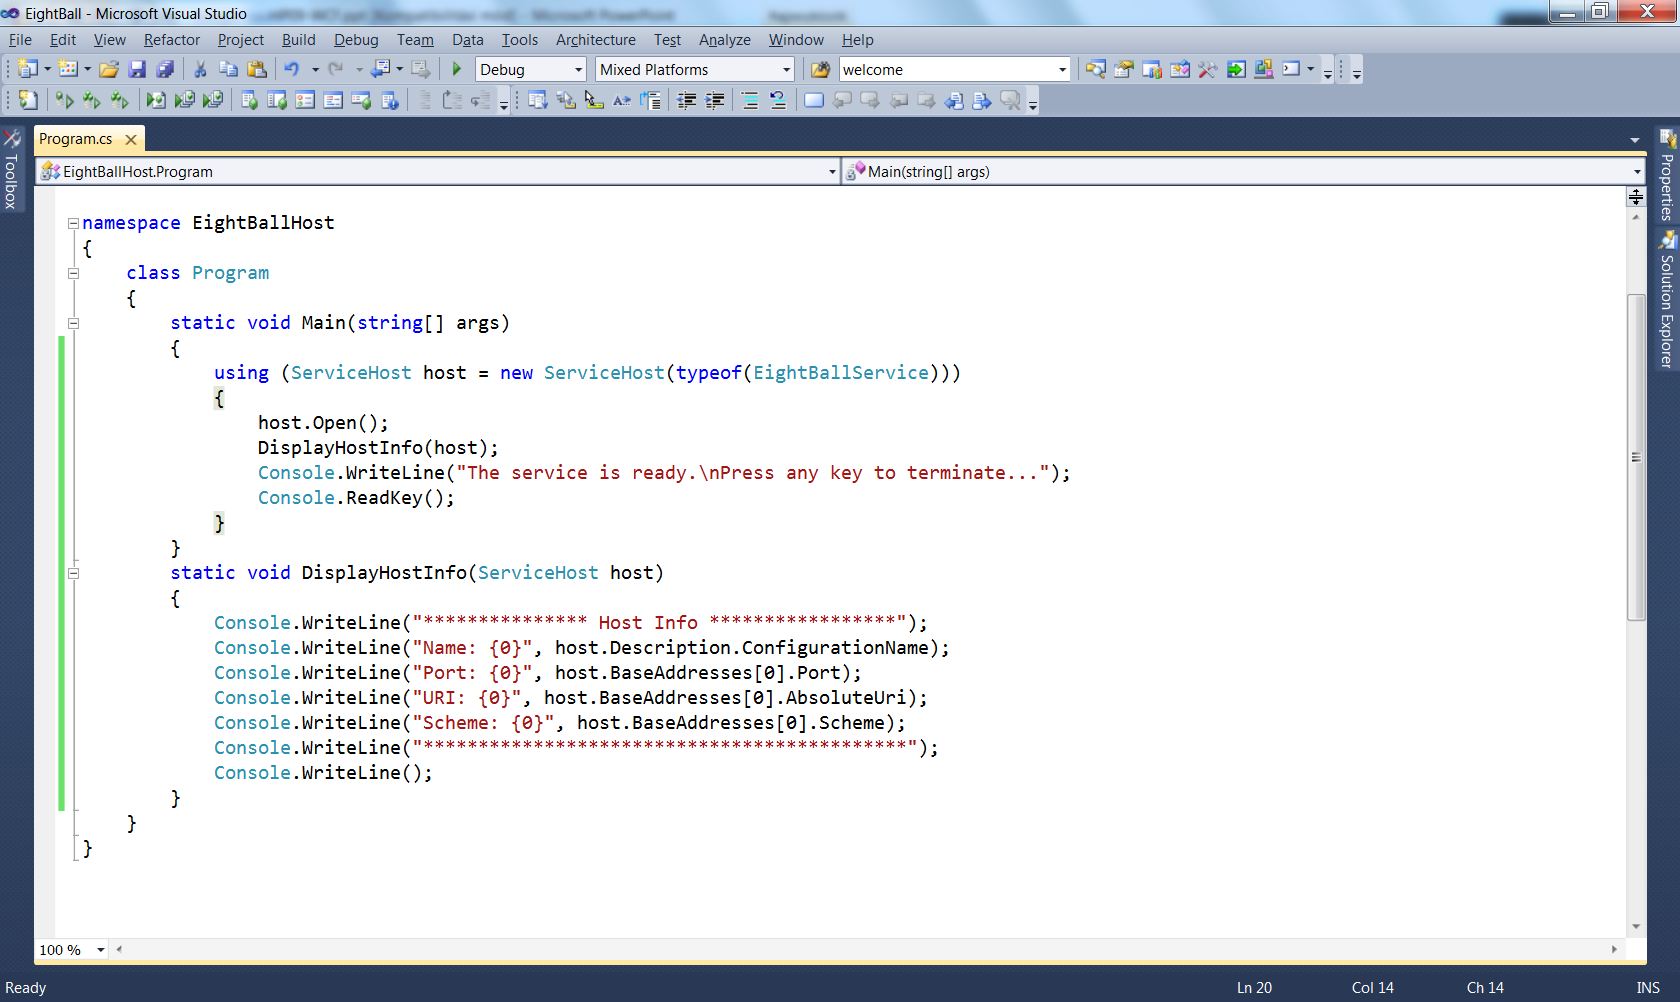 EightBall - Microsoft Visual Studio
File Edit View Refactor Project Build Debug Team Data Tools Architecture Test Analyze Window Help
Debug Mixed Platforms welcome
Program.cs
EightBallHost.Program Main(string[] args)
Toolbox
Properties
Solution Explorer
namespace EightBallHost
{
class Program
{
static void Main(string[] args)
{
using (ServiceHost host = new ServiceHost(typeof(EightBallService)))
{
host.Open();
DisplayHostInfo(host);
Console.WriteLine("The service is ready.\nPress any key to terminate...");
Console.ReadKey();
}
}
static void DisplayHostInfo(ServiceHost host)
{
Console.WriteLine("*************** Host Info *****************");
Console.WriteLine("Name: {0}", host.Description.ConfigurationName);
Console.WriteLine("Port: {0}", host.BaseAddresses[0].Port);
Console.WriteLine("URI: {0}", host.BaseAddresses[0].AbsoluteUri);
Console.WriteLine("Scheme: {0}", host.BaseAddresses[0].Scheme);
Console.WriteLine("********************************************");
Console.WriteLine();
}
}
}
100 %
Ready Ln 20 Col 14 Ch 14 INS